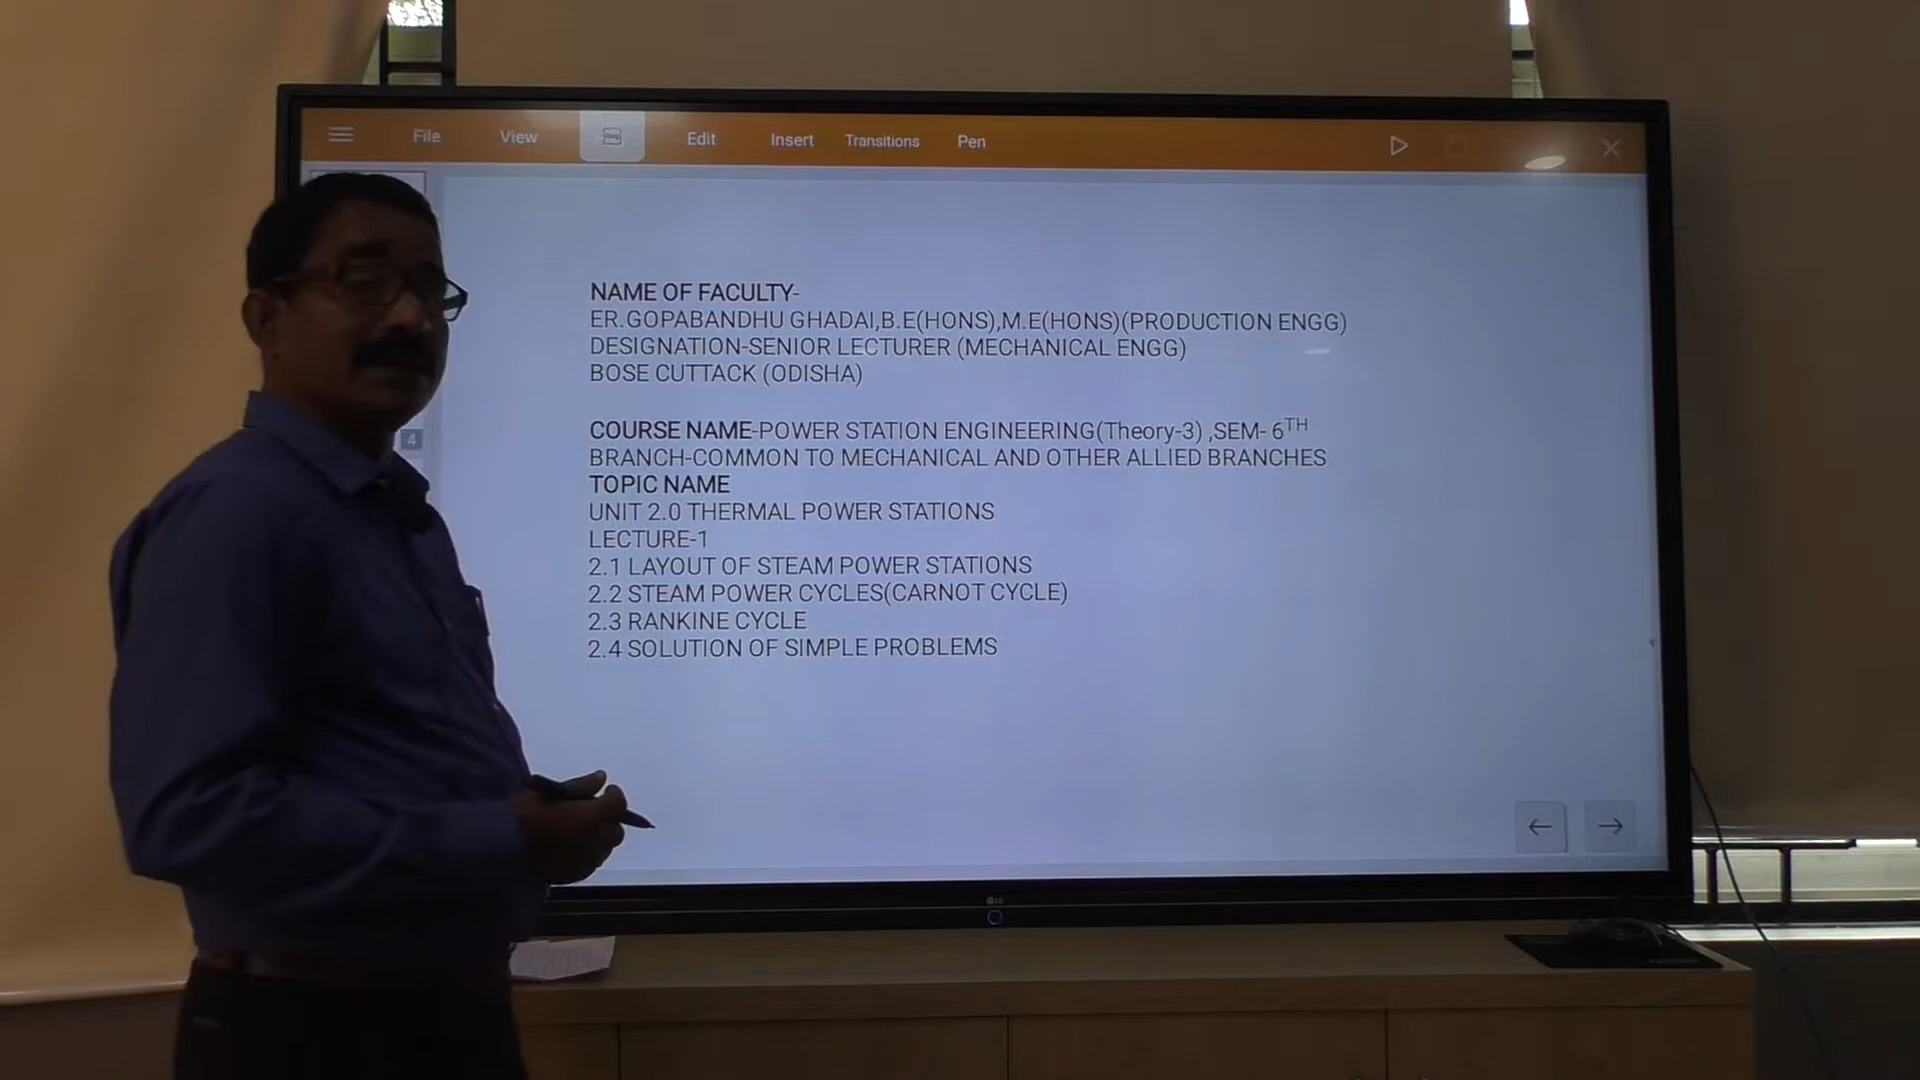 File View Edit Insert Transitions Pen
NAME OF FACULTY-
ER.GOPABANDHU GHADAI,B.E(HONS),M.E(HONS)(PRODUCTION ENGG)
DESIGNATION-SENIOR LECTURER (MECHANICAL ENGG)
BOSE CUTTACK (ODISHA)
COURSE NAME-POWER STATION ENGINEERING(Theory-3) ,SEM- 6TH
4
BRANCH-COMMON TO MECHANICAL AND OTHER ALLIED BRANCHES
TOPIC NAME
UNIT 2.0 THERMAL POWER STATIONS
LECTURE-1
2.1 LAYOUT OF STEAM POWER STATIONS
2.2 STEAM POWER CYCLES(CARNOT CYCLE)
2.3 RANKINE CYCLE
2.4 SOLUTION OF SIMPLE PROBLEMS
LG